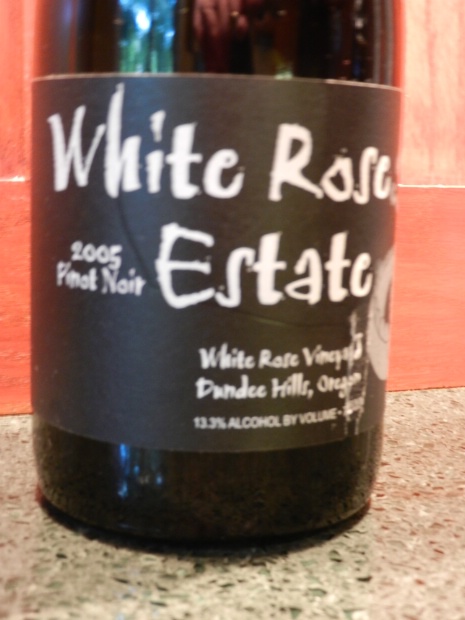 White Rose
Estate
2005
Pinot Noir
White Rose Vineyard
Dundee Hills, Oregon
13.3% ALCOHOL BY VOLUME -